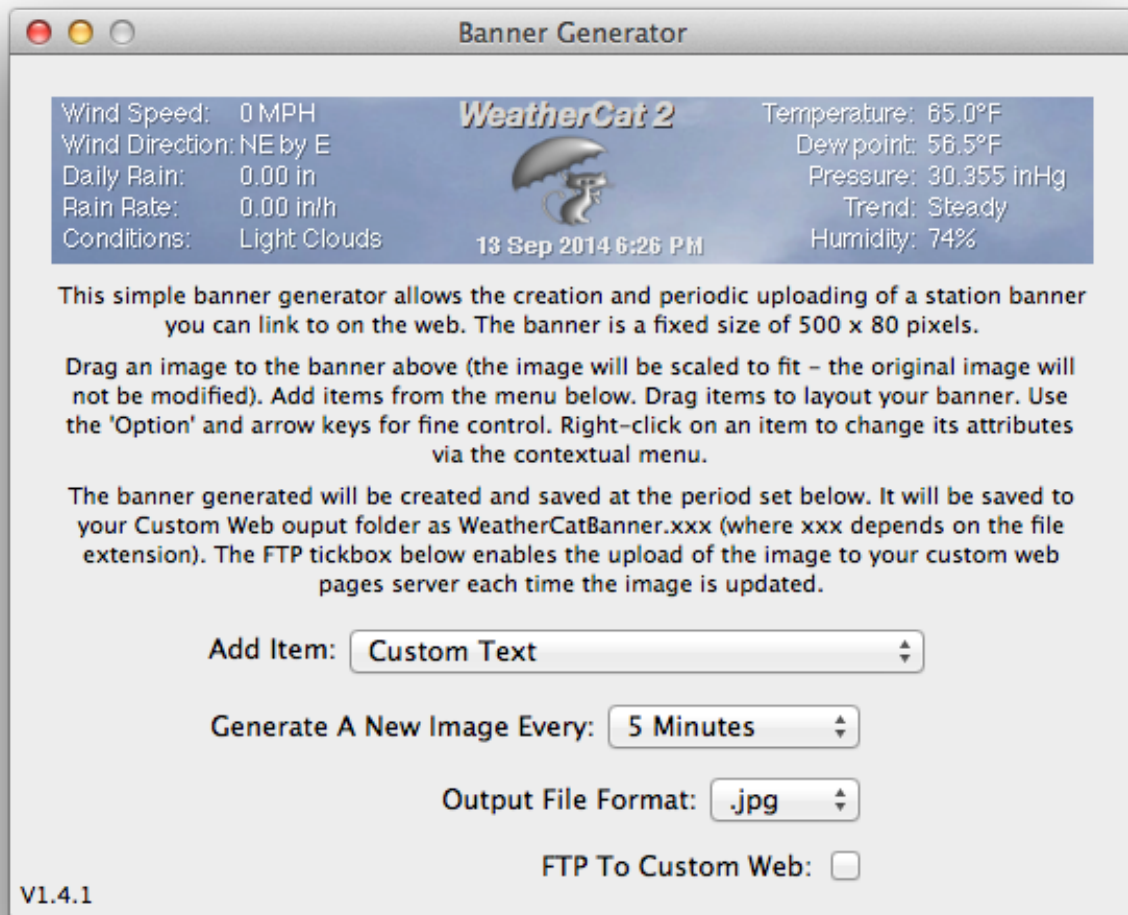 Banner Generator
Wind Speed: 0 MPH
Wind Direction: NE by E
Daily Rain: 0.00 in
Rain Rate: 0.00 in/h
Conditions: Light Clouds
WeatherCat 2
13 Sep 2014 6:26 PM
Temperature: 65.0°F
Dewpoint: 56.5°F
Pressure: 30.355 inHg
Trend: Steady
Humidity: 74%
This simple banner generator allows the creation and periodic uploading of a station banner
you can link to on the web. The banner is a fixed size of 500 x 80 pixels.
Drag an image to the banner above (the image will be scaled to fit - the original image will
not be modified). Add items from the menu below. Drag items to layout your banner. Use
the 'Option' and arrow keys for fine control. Right-click on an item to change its attributes
via the contextual menu.
The banner generated will be created and saved at the period set below. It will be saved to
your Custom Web ouput folder as WeatherCatBanner.xxx (where xxx depends on the file
extension). The FTP tickbox below enables the upload of the image to your custom web
pages server each time the image is updated.
Add Item: Custom Text
Generate A New Image Every: 5 Minutes
Output File Format: .jpg
FTP To Custom Web:
V1.4.1